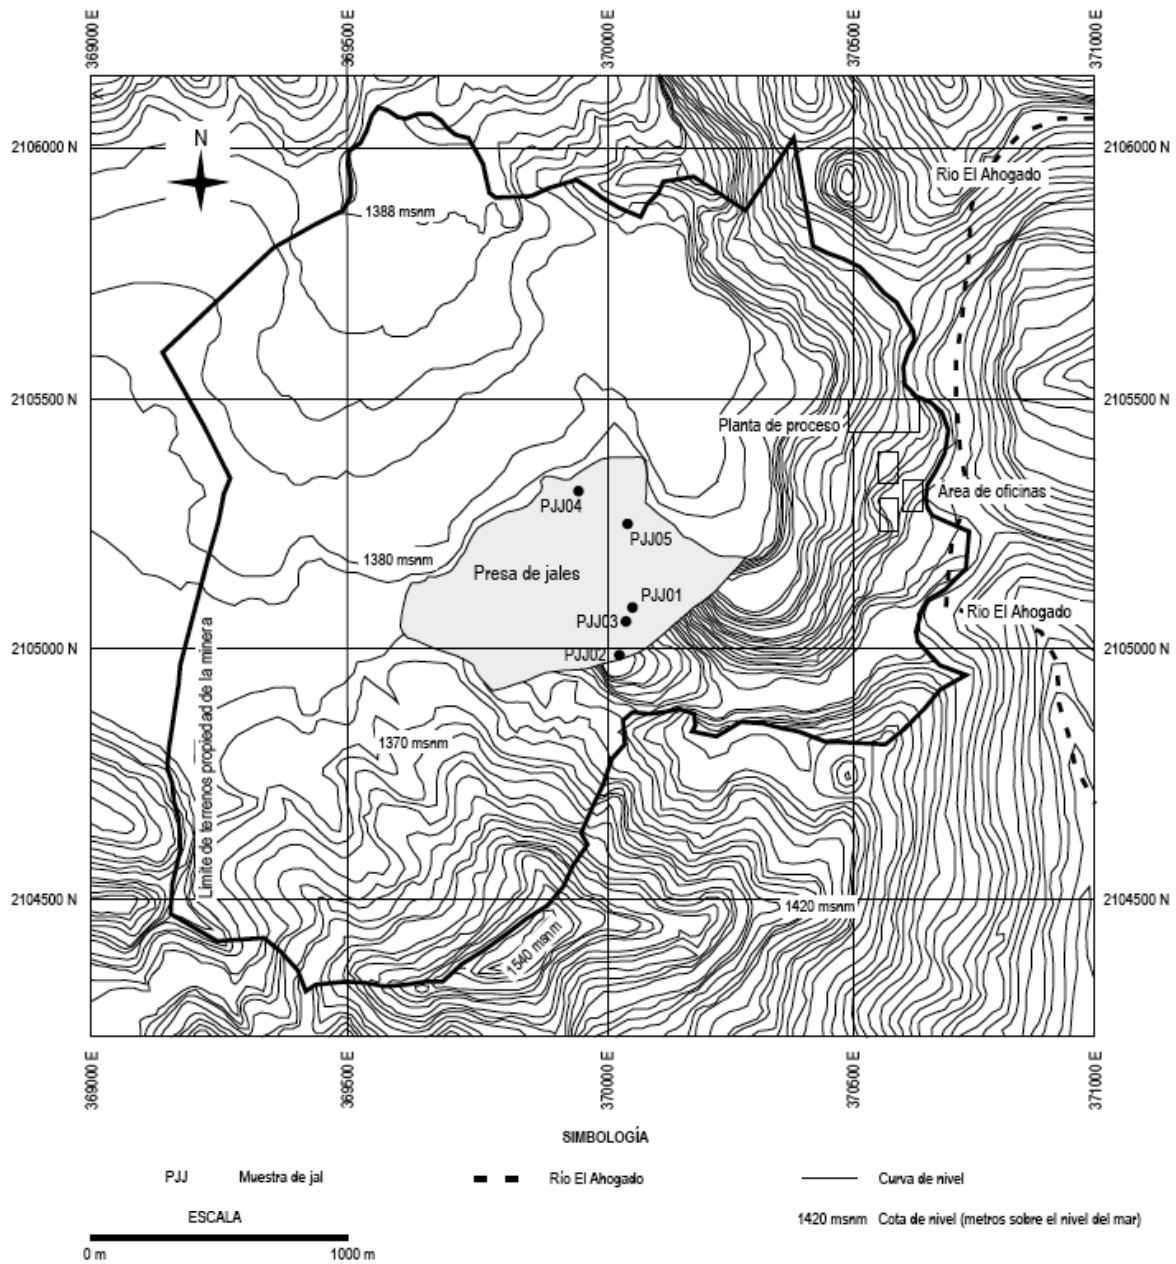 369000 E
369500 E
370000 E
370500 E
371000 E
2106000 N
2106000 N
N
Rio El Ahogado
1388 msnm
2105500 N
2105500 N
Planta de proceso
Área de oficinas
PJJ04
PJJ05
1380 msnm
Presa de jales
PJJ01
PJJ03
Rio El Ahogado
2105000 N
2105000 N
PJJ02
Límite de terrenos propiedad de la minera
1370 msnm
2104500 N
2104500 N
1420 msnm
1540 msnm
369000 E
369500 E
370000 E
370500 E
371000 E
SIMBOLOGÍA
PJJ Muestra de jal
Río El Ahogado
Curva de nivel
ESCALA
1420 msnm Cota de nivel (metros sobre el nivel del mar)
0 m 1000 m